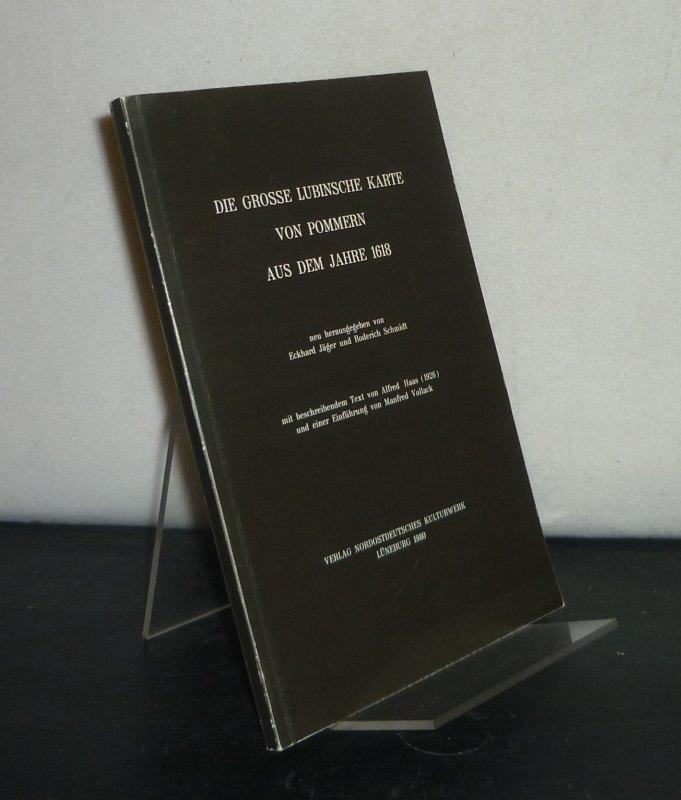 DIE GROSSE LUBINSCHE KARTE
VON POMMERN
AUS DEM JAHRE 1618
neu herausgegeben von
Eckhard Jäger und Roderich Schmidt
mit beschreibendem Text von Alfred Haas (1926)
und einer Einführung von Manfred Vollack
VERLAG NORDOSTDEUTSCHES KULTURWERK
LÜNEBURG 1980